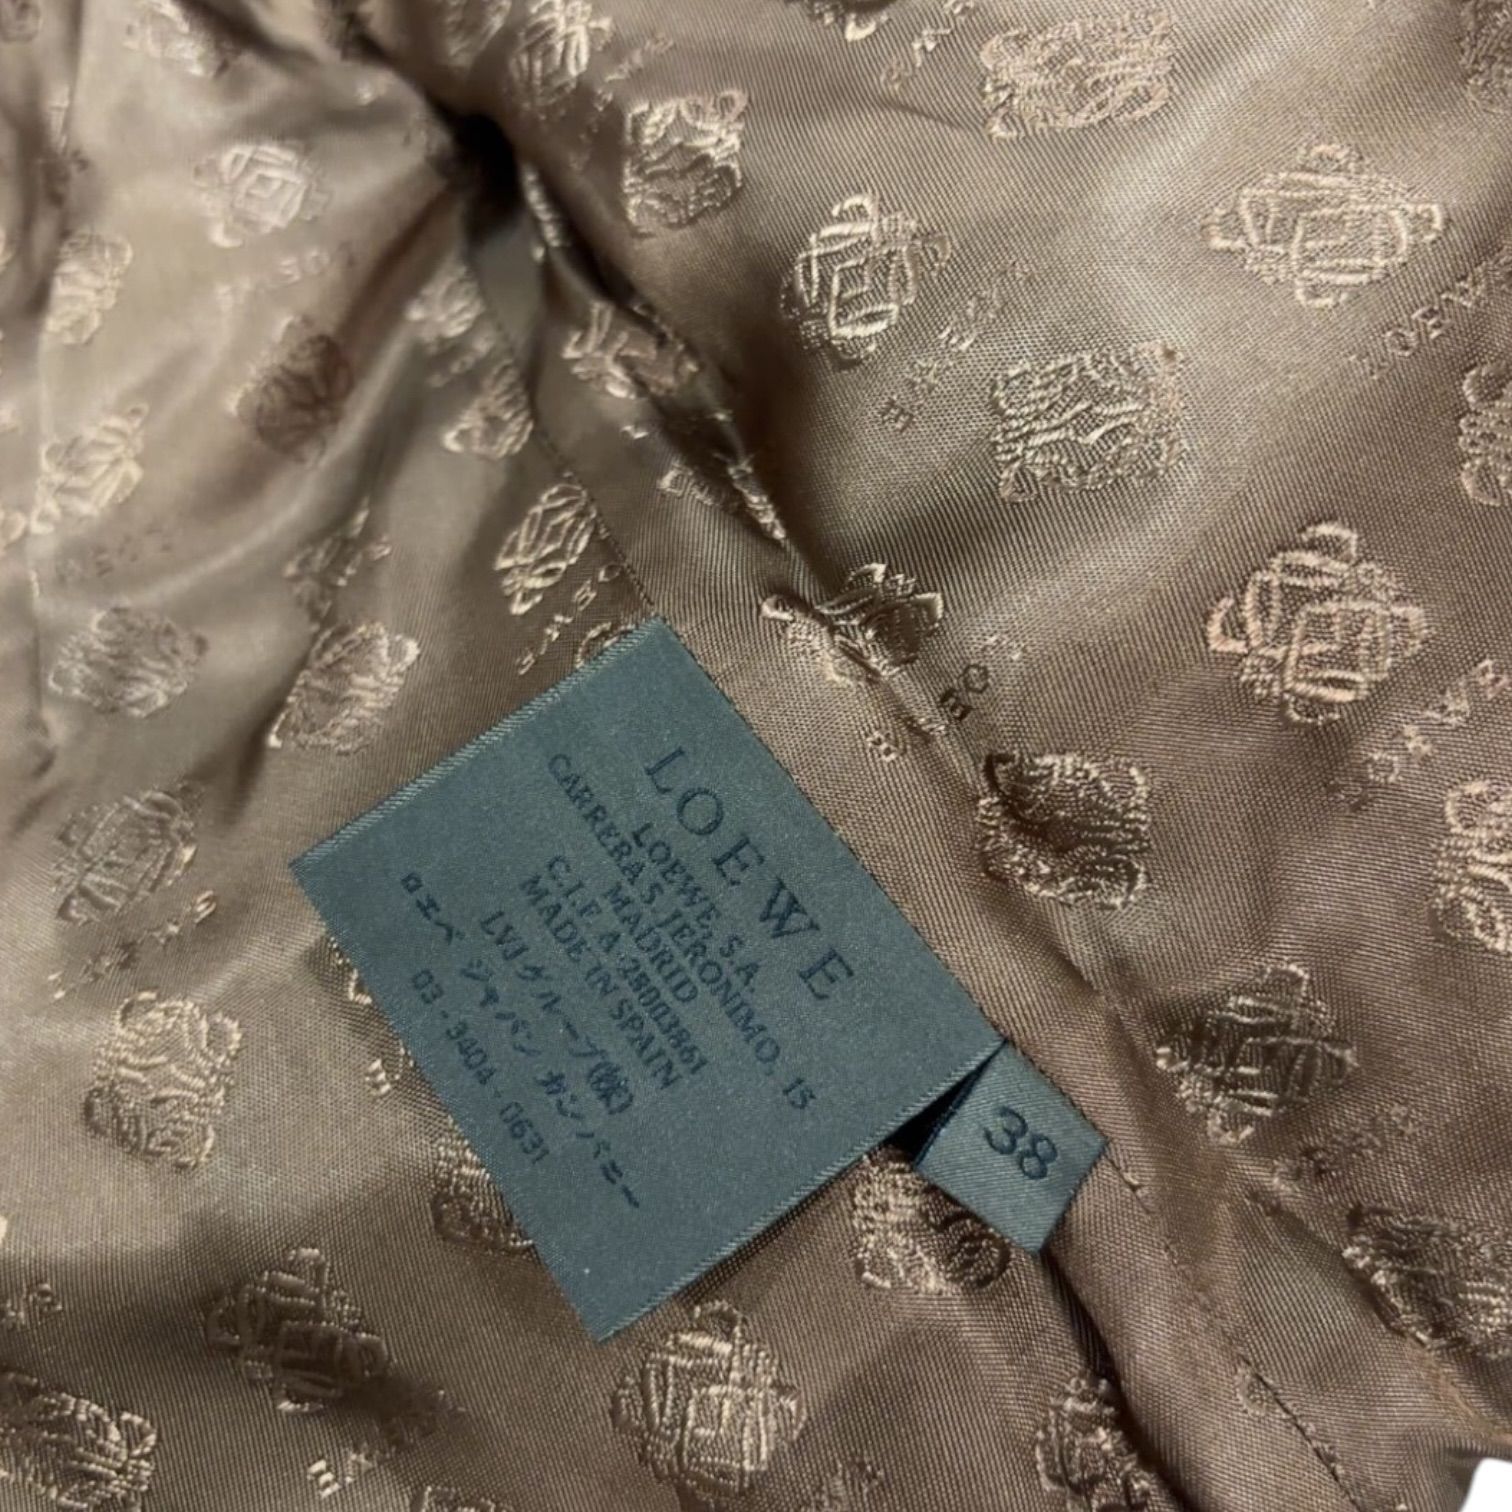 LOEWE
LOEWE, S.A.
CARRERA S. JERONIMO, 15
MADRID
C.I.F. A-28003861
MADE IN SPAIN
LVJグループ(株)
ロエベ ジャパン カンパニー
03-3404-0631
38
LOEWE